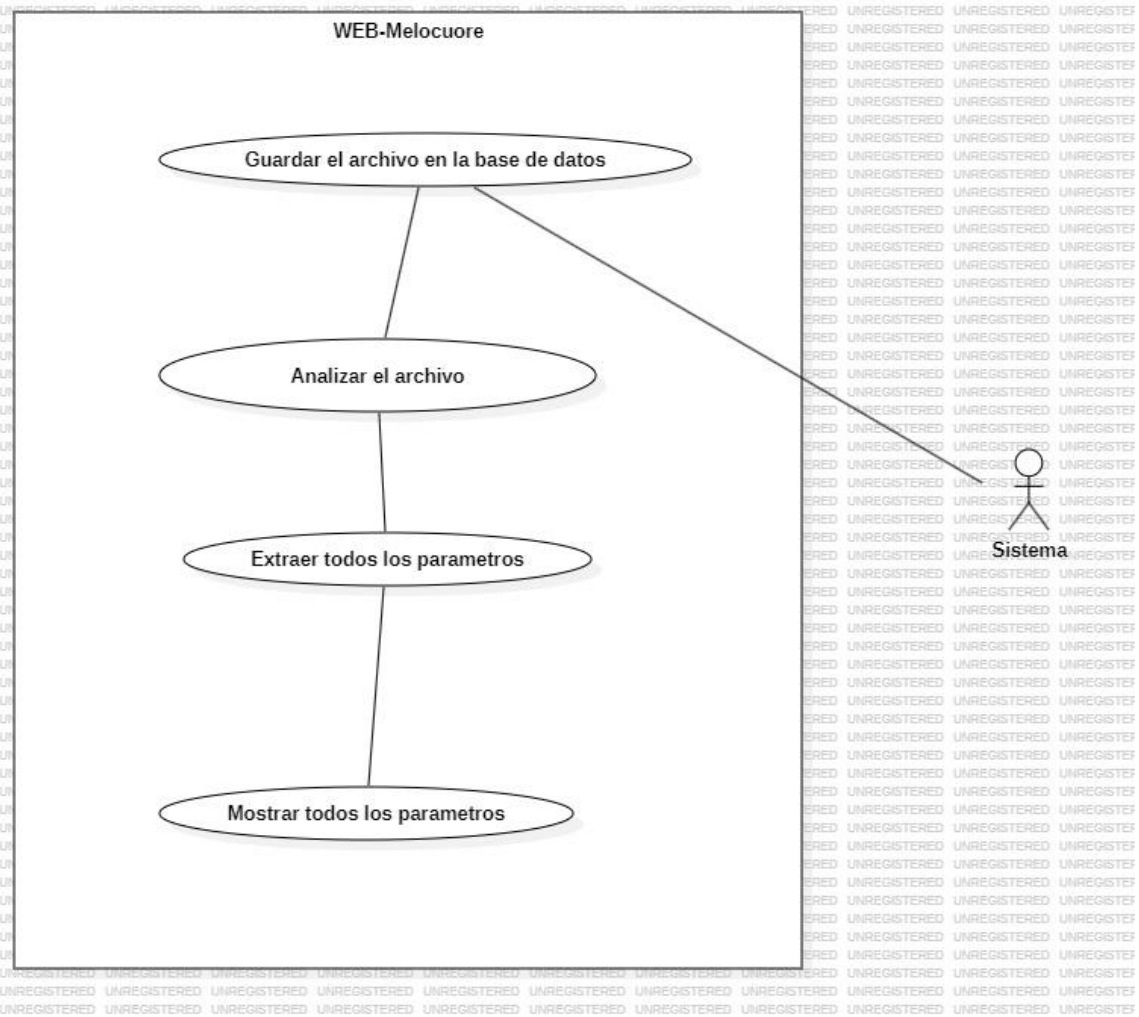 WEB-Melocuore
Guardar el archivo en la base de datos
Analizar el archivo
Extraer todos los parametros
Mostrar todos los parametros
Sistema
UNREGISTERED